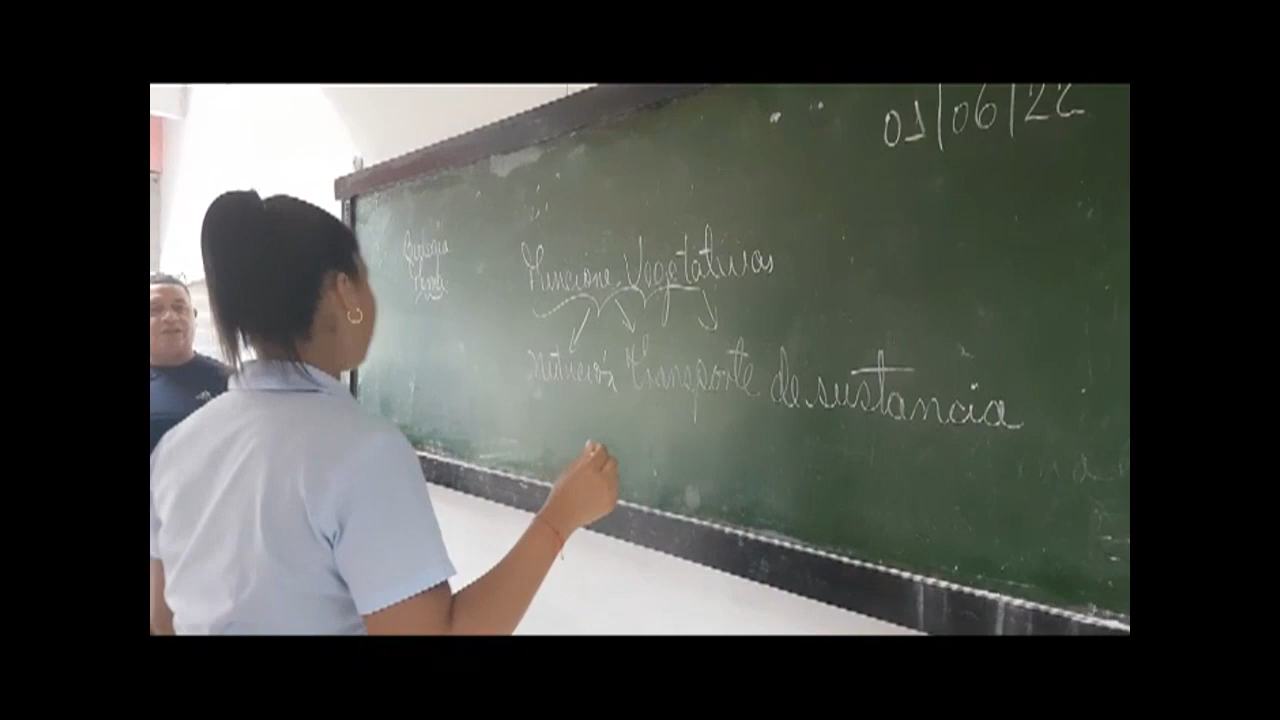 01/06/22
Funcione Vegetativas
Nutrición Transporte de sustancia